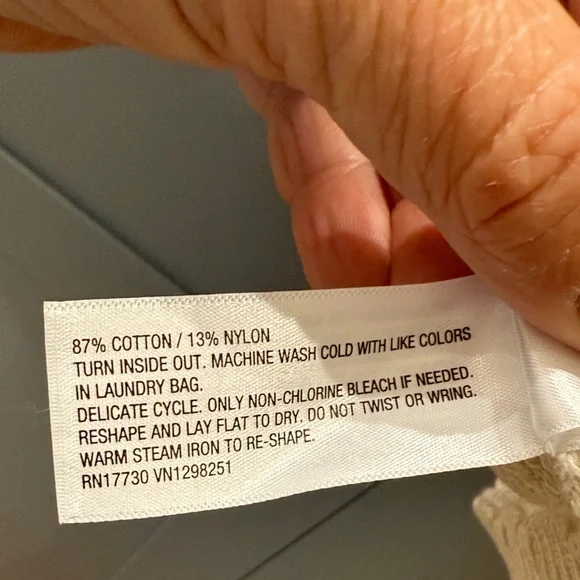 87% COTTON / 13% NYLON
TURN INSIDE OUT. MACHINE WASH COLD WITH LIKE COLORS
IN LAUNDRY BAG.
DELICATE CYCLE. ONLY NON-CHLORINE BLEACH IF NEEDED.
RESHAPE AND LAY FLAT TO DRY. DO NOT TWIST OR WRING.
WARM STEAM IRON TO RE-SHAPE.
RN17730 VN1298251